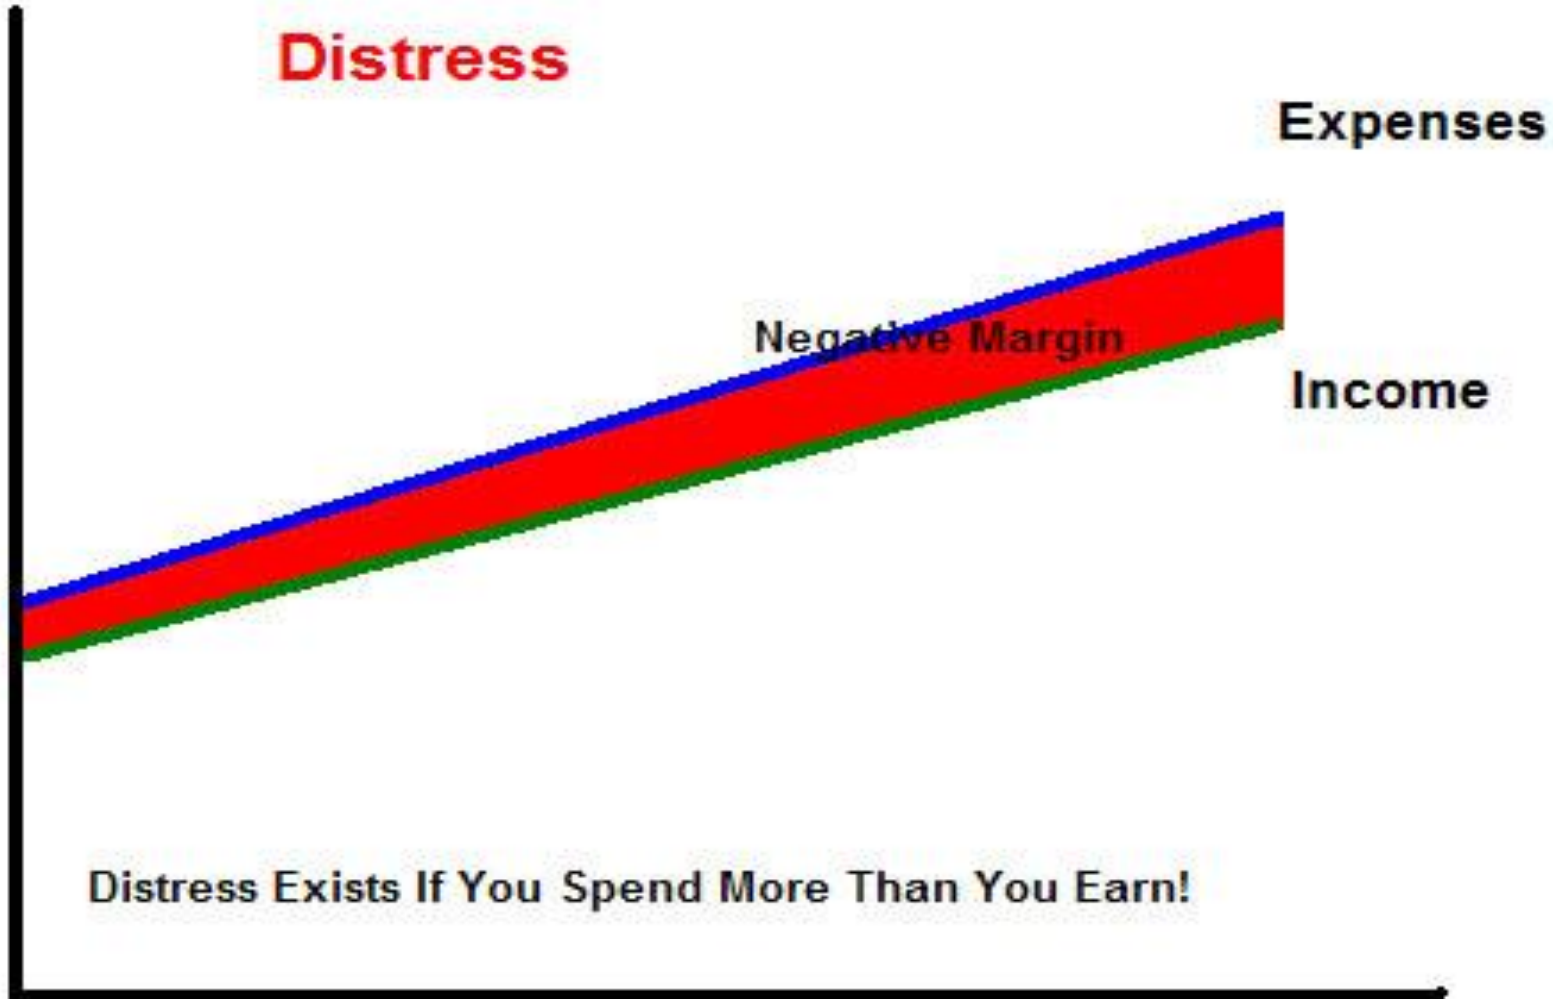 Distress
Expenses
Negative Margin
Income
Distress Exists If You Spend More Than You Earn!